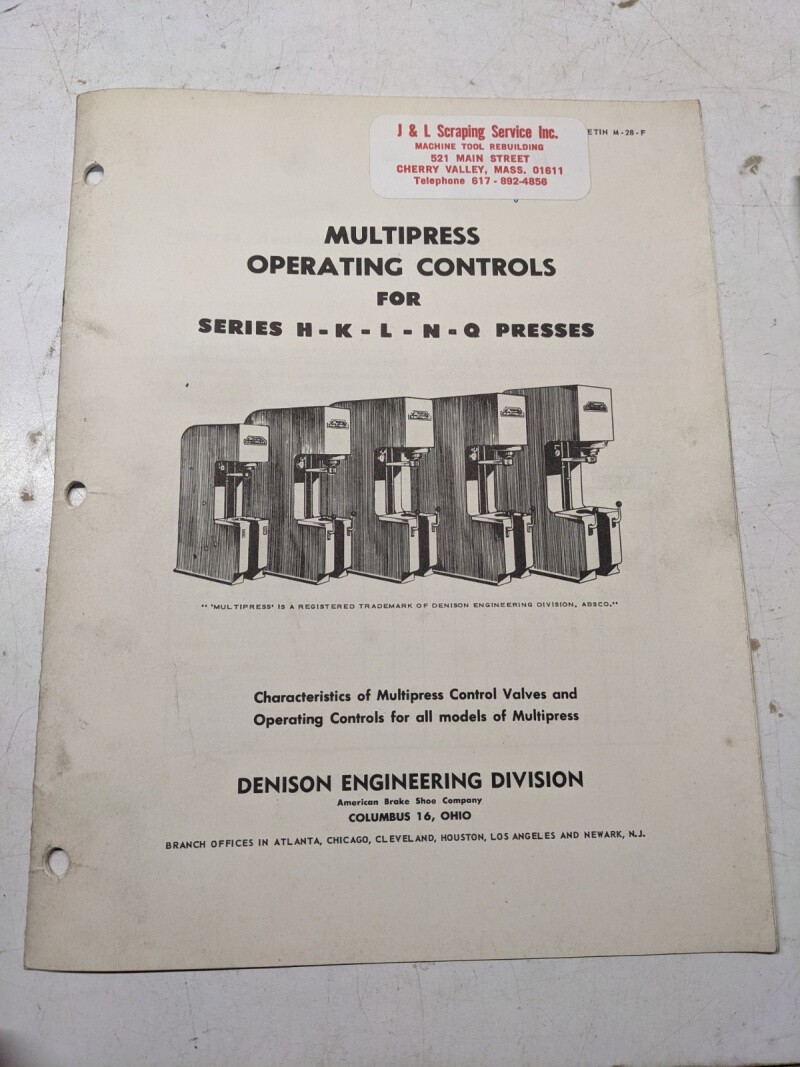 J & L Scraping Service Inc.
MACHINE TOOL REBUILDING
521 MAIN STREET
CHERRY VALLEY, MASS. 01611
Telephone 617 - 892-4856
ETIN M-28-F
MULTIPRESS
OPERATING CONTROLS
FOR
SERIES H - K - L - N - Q PRESSES
" 'MULTIPRESS' IS A REGISTERED TRADEMARK OF DENISON ENGINEERING DIVISION, ABSCO."
Characteristics of Multipress Control Valves and
Operating Controls for all models of Multipress
DENISON ENGINEERING DIVISION
American Brake Shoe Company
COLUMBUS 16, OHIO
BRANCH OFFICES IN ATLANTA, CHICAGO, CLEVELAND, HOUSTON, LOS ANGELES AND NEWARK, N.J.